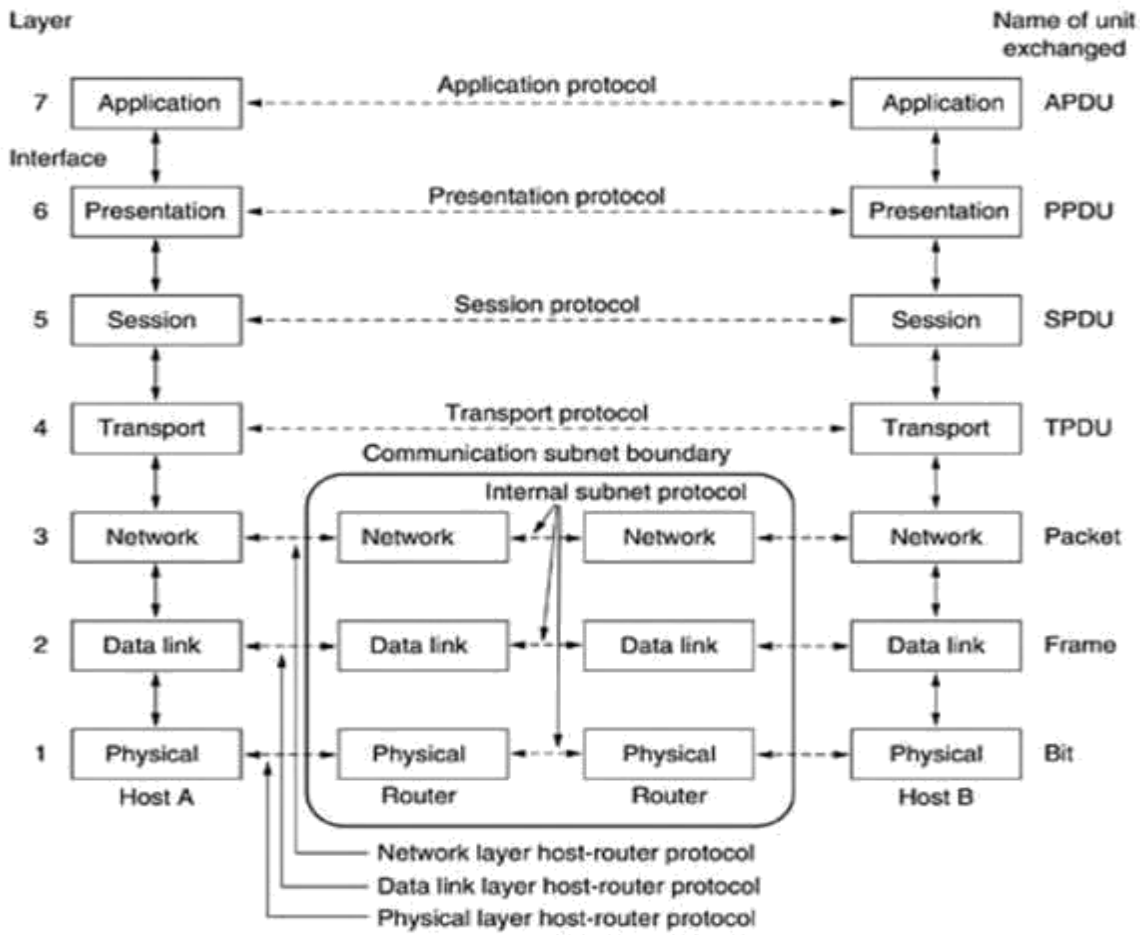 Layer
Name of unit
exchanged
Application protocol
7 Application Application APDU
Interface
Presentation protocol
6 Presentation Presentation PPDU
Session protocol
5 Session Session SPDU
Transport protocol
4 Transport Transport TPDU
Communication subnet boundary
Internal subnet protocol
3 Network Network Network Network Packet
2 Data link Data link Data link Data link Frame
1 Physical Physical Physical Physical Bit
Host A Router Router Host B
Network layer host-router protocol
Data link layer host-router protocol
Physical layer host-router protocol